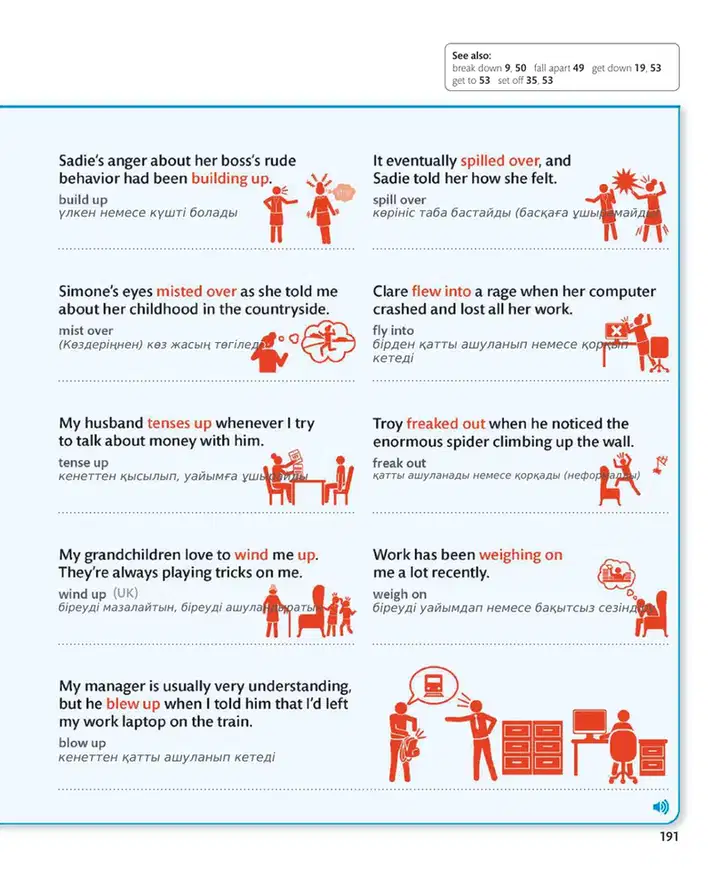 See also:
break down 9, 50 fall apart 49 get down 19, 53
get to 53 set off 35, 53
Sadie's anger about her boss's rude
behavior had been building up.
build up
үлкен немесе күшті болады
It eventually spilled over, and
Sadie told her how she felt.
spill over
көрініс таба бастайды (басқаға ұшырамайды)
Simone's eyes misted over as she told me
about her childhood in the countryside.
mist over
(Көздеріңнен) көз жасың төгіледі
Clare flew into a rage when her computer
crashed and lost all her work.
fly into
бірден қатты ашуланып немесе қорқып
кетеді
My husband tenses up whenever I try
to talk about money with him.
tense up
кенеттен қысылып, уайымға ұшырайды
Troy freaked out when he noticed the
enormous spider climbing up the wall.
freak out
қатты ашуланады немесе қорқады (неформалды)
My grandchildren love to wind me up.
They're always playing tricks on me.
wind up (UK)
біреуді мазалайтын, біреуді ашуландыратын
Work has been weighing on
me a lot recently.
weigh on
біреуді уайымдап немесе бақытсыз
My manager is usually very understanding,
but he blew up when I told him that I'd left
my work laptop on the train.
blow up
кенеттен қатты ашуланып кетеді
191